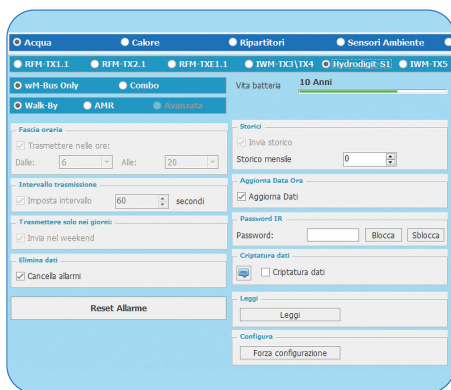 Acqua Calore Ripartitori Sensori Ambiente
RFM-TX1.1 RFM-TX2.1 RFM-TXE1.1 IWM-TX3\TX4 Hydrodigit-S1 IWM-TX5
wM-Bus Only Combo
Vita batteria 10 Anni
Walk-By AMR Avanzata
Fascia oraria
Trasmettere nelle ore:
Dalle: 6 Alle: 20
Intervallo trasmissione
Imposta intervallo 60 secondi
Trasmettere solo nei giorni:
Invia nel weekend
Elimina dati
Cancella allarmi
Reset Allarme
Storici
Invia storico
Storico mensile 0
Aggiorna Data Ora
Aggiorna Dati
Password IR
Password: Blocca Sblocca
Criptatura dati
Criptatura dati
Leggi
Leggi
Configura
Forza configurazione